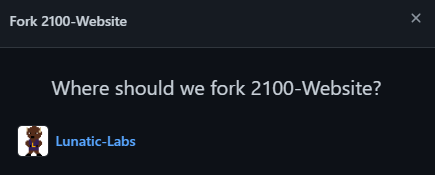 Fork 2100-Website
Where should we fork 2100-Website?
Lunatic-Labs